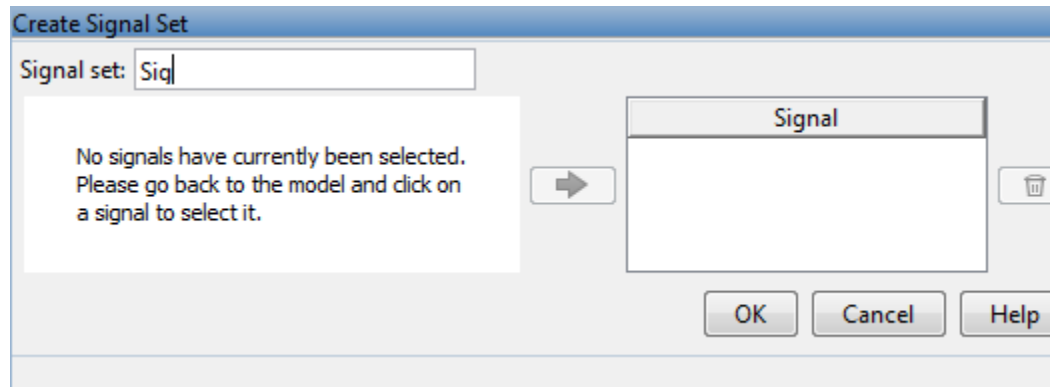 Create Signal Set
Signal set: Sig
No signals have currently been selected.
Please go back to the model and click on
a signal to select it.
Signal
OK Cancel Help